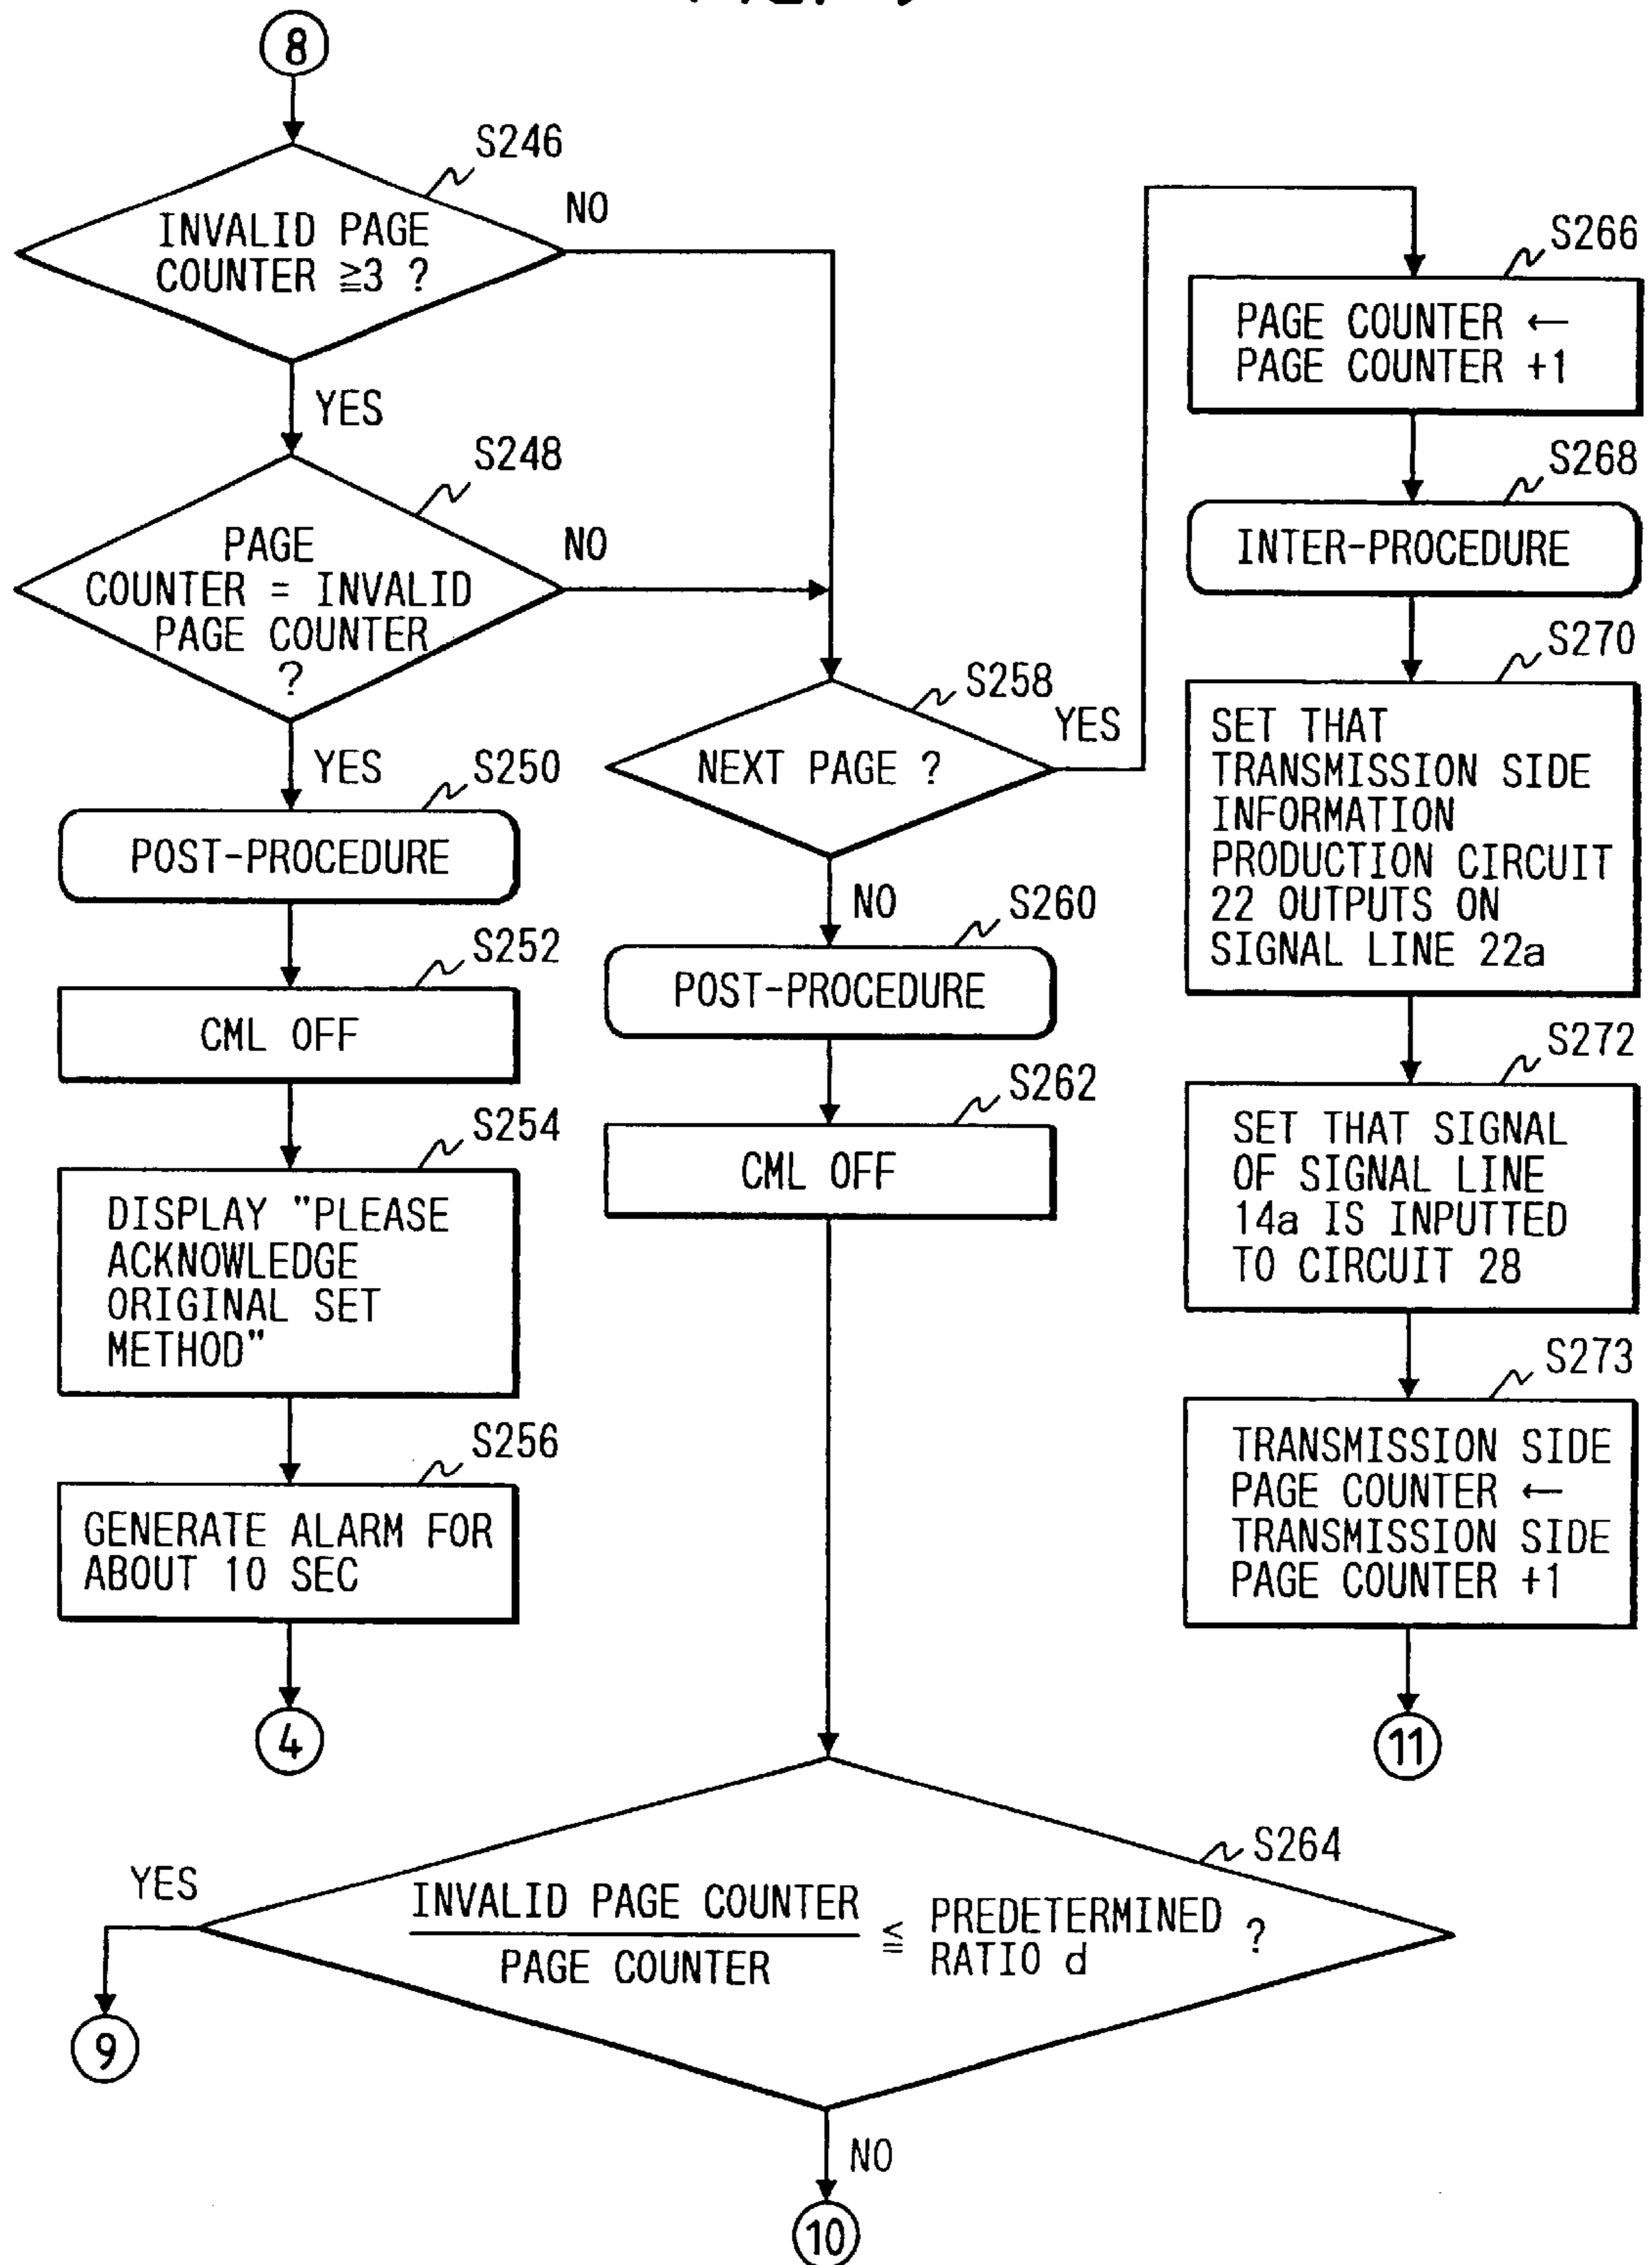 8
S246
INVALID PAGE
COUNTER ≧3 ?
NO
YES
S248
PAGE
COUNTER = INVALID
PAGE COUNTER
?
NO
YES
S250
POST-PROCEDURE
S252
CML OFF
S254
DISPLAY "PLEASE
ACKNOWLEDGE
ORIGINAL SET
METHOD"
S256
GENERATE ALARM FOR
ABOUT 10 SEC
4
S258
NEXT PAGE ?
YES
NO
S260
POST-PROCEDURE
S262
CML OFF
S266
PAGE COUNTER ←
PAGE COUNTER +1
S268
INTER-PROCEDURE
S270
SET THAT
TRANSMISSION SIDE
INFORMATION
PRODUCTION CIRCUIT
22 OUTPUTS ON
SIGNAL LINE 22a
S272
SET THAT SIGNAL
OF SIGNAL LINE
14a IS INPUTTED
TO CIRCUIT 28
S273
TRANSMISSION SIDE
PAGE COUNTER ←
TRANSMISSION SIDE
PAGE COUNTER +1
11
S264
YES
INVALID PAGE COUNTER
PAGE COUNTER
≦
PREDETERMINED
RATIO d
?
9
NO
10